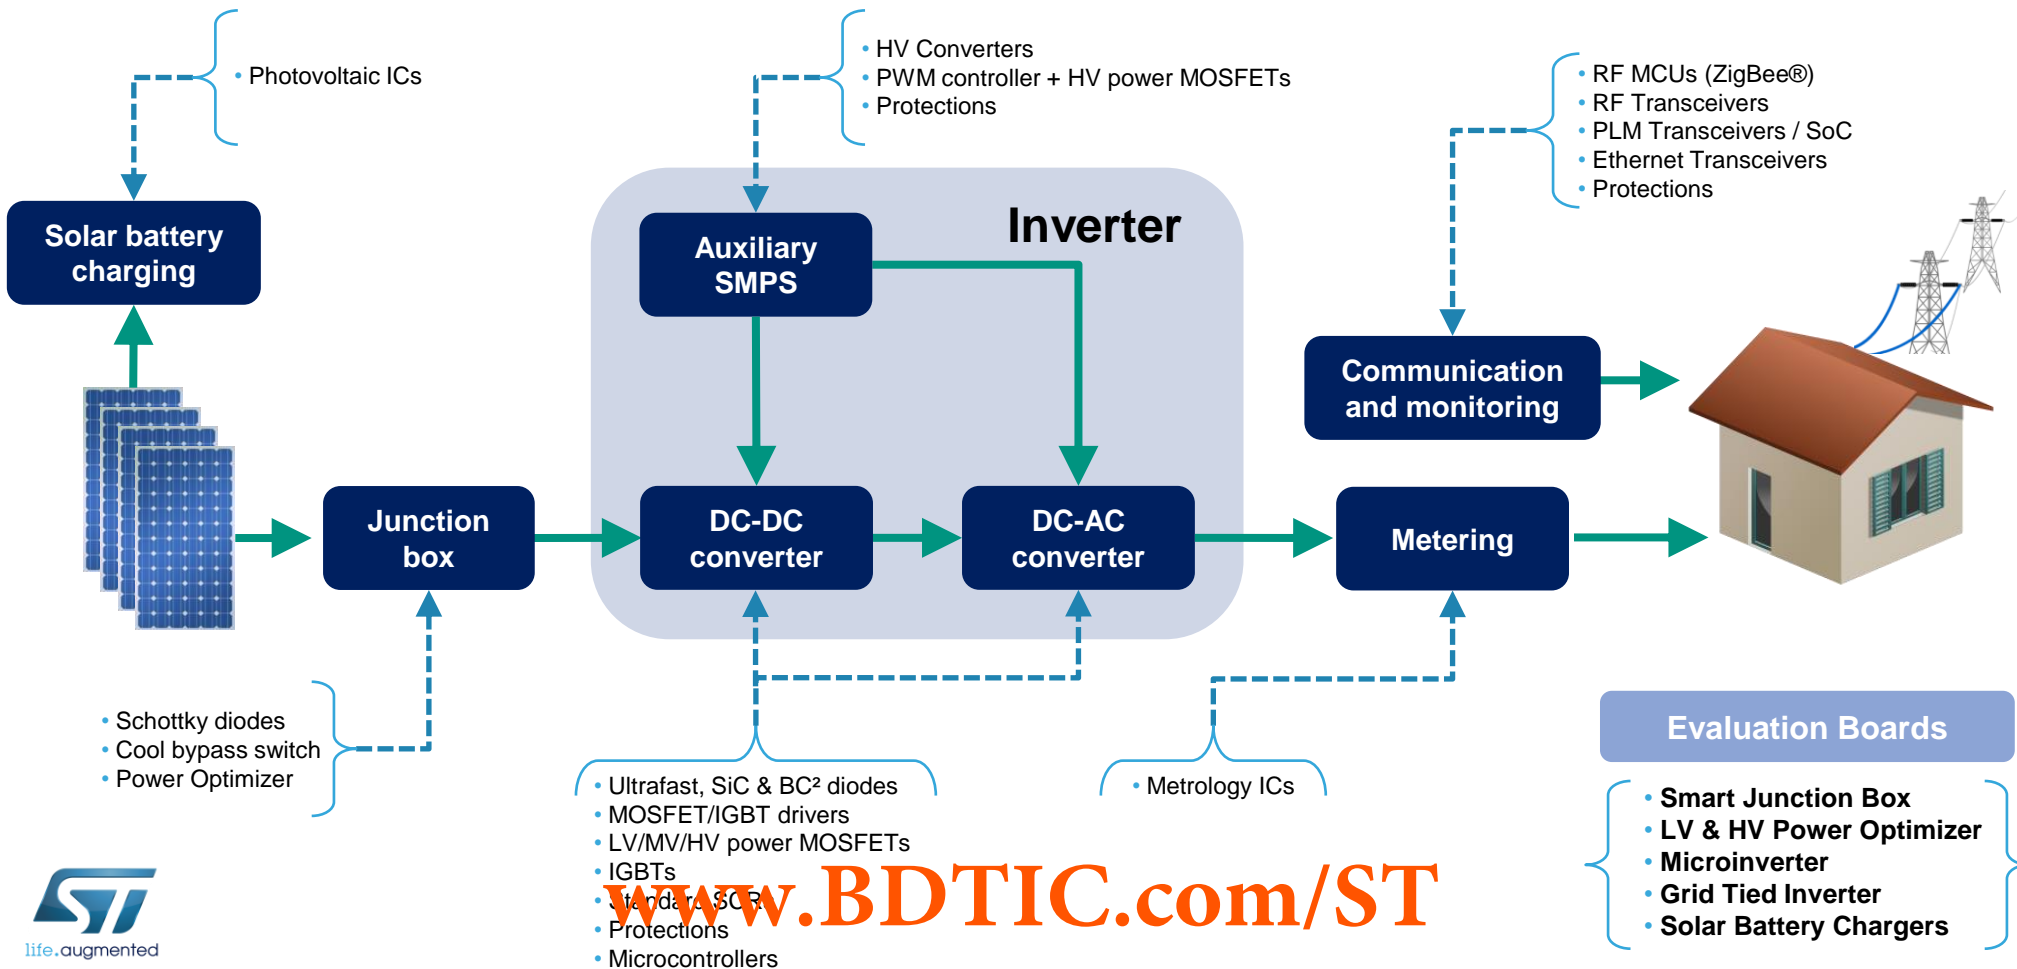 • Photovoltaic ICs
• HV Converters
• PWM controller + HV power MOSFETs
• Protections
• RF MCUs (ZigBee®)
• RF Transceivers
• PLM Transceivers / SoC
• Ethernet Transceivers
• Protections
Solar battery
charging
Auxiliary
SMPS
Inverter
Communication
and monitoring
Junction
box
DC-DC
converter
DC-AC
converter
Metering
• Schottky diodes
• Cool bypass switch
• Power Optimizer
• Ultrafast, SiC & BC² diodes
• MOSFET/IGBT drivers
• LV/MV/HV power MOSFETs
• IGBTs
• Standard SCRs
• Protections
• Microcontrollers
• Metrology ICs
Evaluation Boards
• Smart Junction Box
• LV & HV Power Optimizer
• Microinverter
• Grid Tied Inverter
• Solar Battery Chargers
www.BDTIC.com/ST
ST
life.augmented